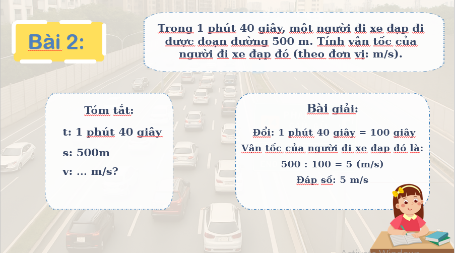 Bài 2:
Trong 1 phút 40 giây, một người đi xe đạp đi
được đoạn đường 500 m. Tính vận tốc của
người đi xe đạp đó (theo đơn vị: m/s).
Tóm tắt:
t: 1 phút 40 giây
s: 500m
v: ... m/s?
Bài giải:
Đổi: 1 phút 40 giây = 100 giây
Vận tốc của người đi xe đạp đó là:
500 : 100 = 5 (m/s)
Đáp số: 5 m/s